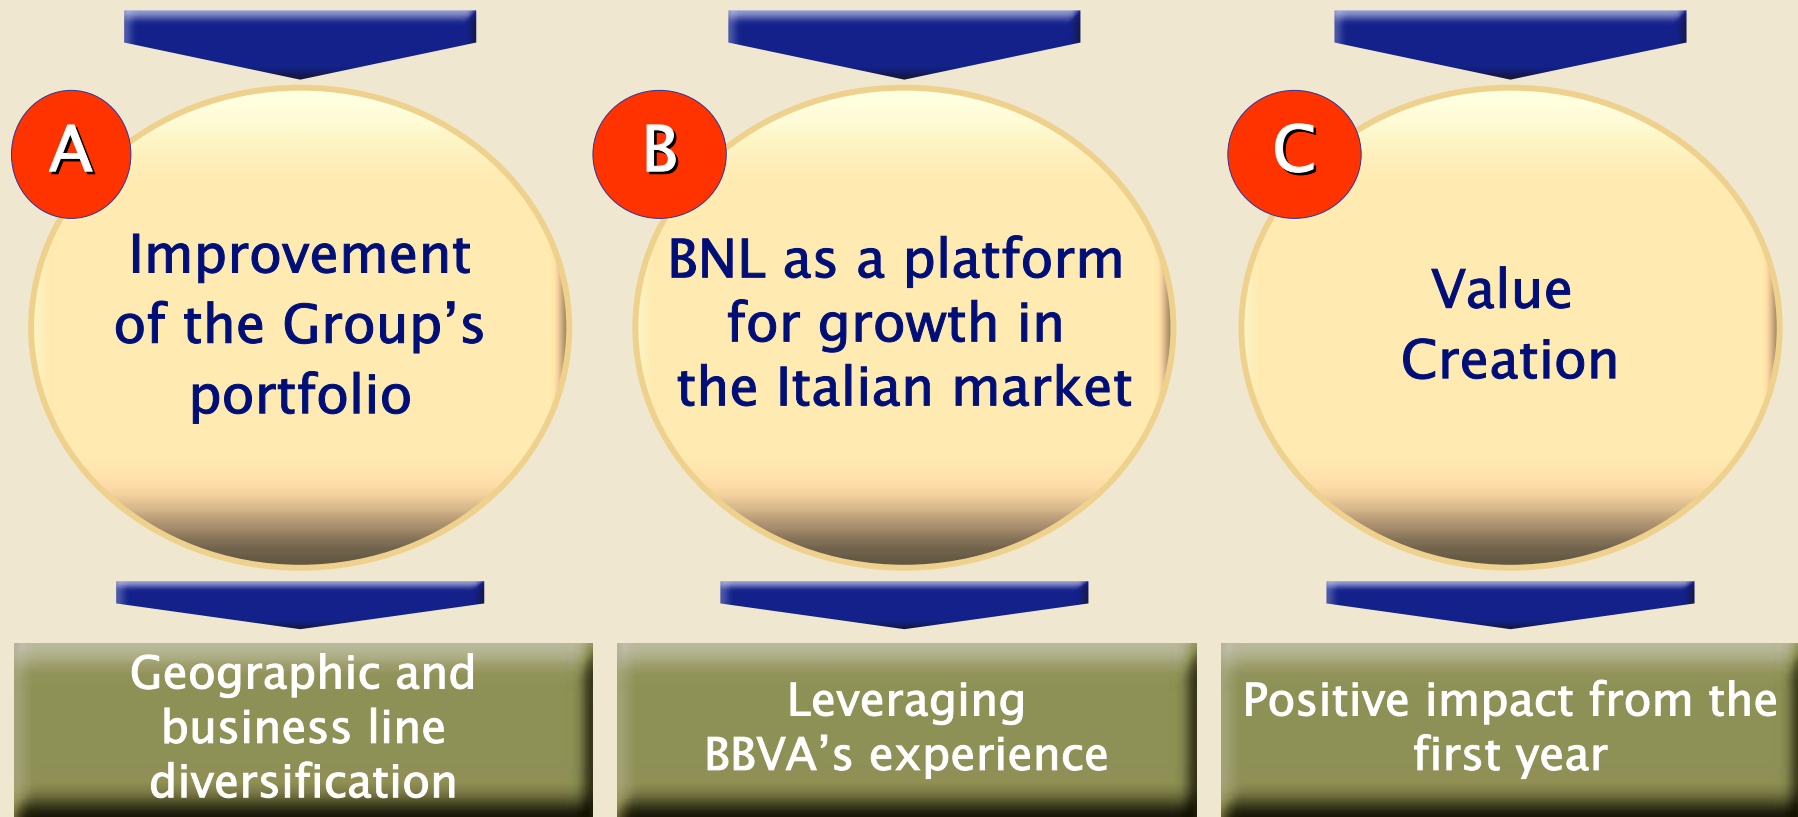 A
Improvement
of the Group’s
portfolio
Geographic and
business line
diversification
B
BNL as a platform
for growth in
the Italian market
Leveraging
BBVA’s experience
C
Value
Creation
Positive impact from the
first year